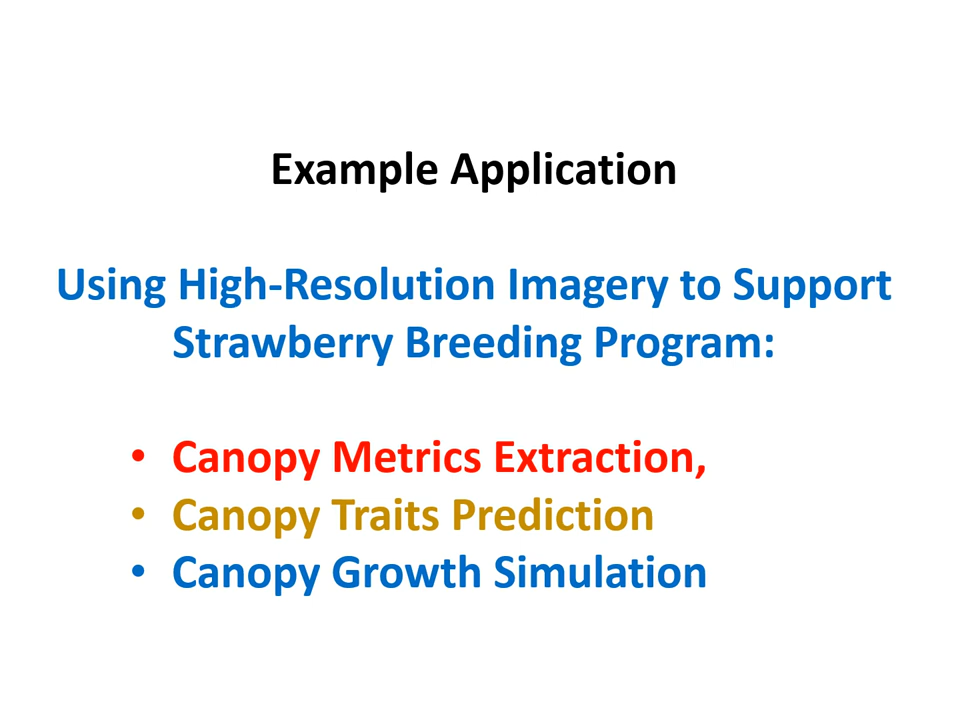 Example Application
Using High-Resolution Imagery to Support
Strawberry Breeding Program:
• Canopy Metrics Extraction,
• Canopy Traits Prediction
• Canopy Growth Simulation